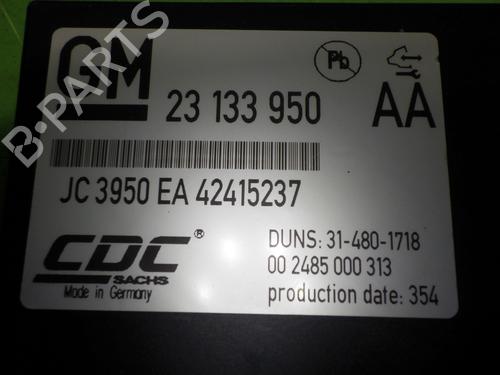 GM
Pb
23 133 950 AA
JC 3950 EA 42415237
CDC®
SACHS
Made in Germany
DUNS: 31-480-1718
00 2485 000 313
production date: 354
B-PARTS